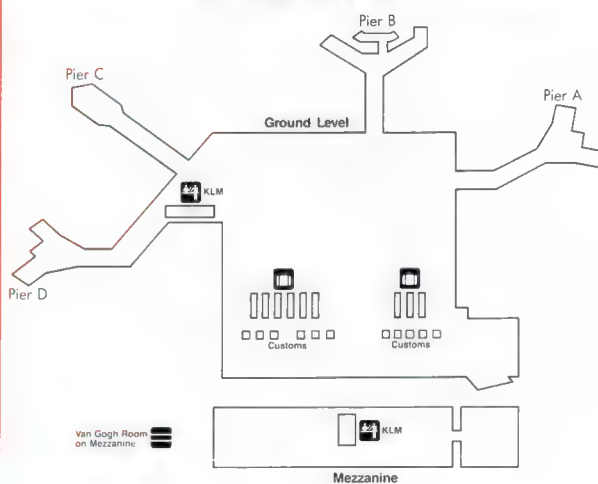 Pier B
Pier C
Pier A
Ground Level
KLM
Pier D
Customs
Customs
Van Gogh Room
on Mezzanine
KLM
Mezzanine